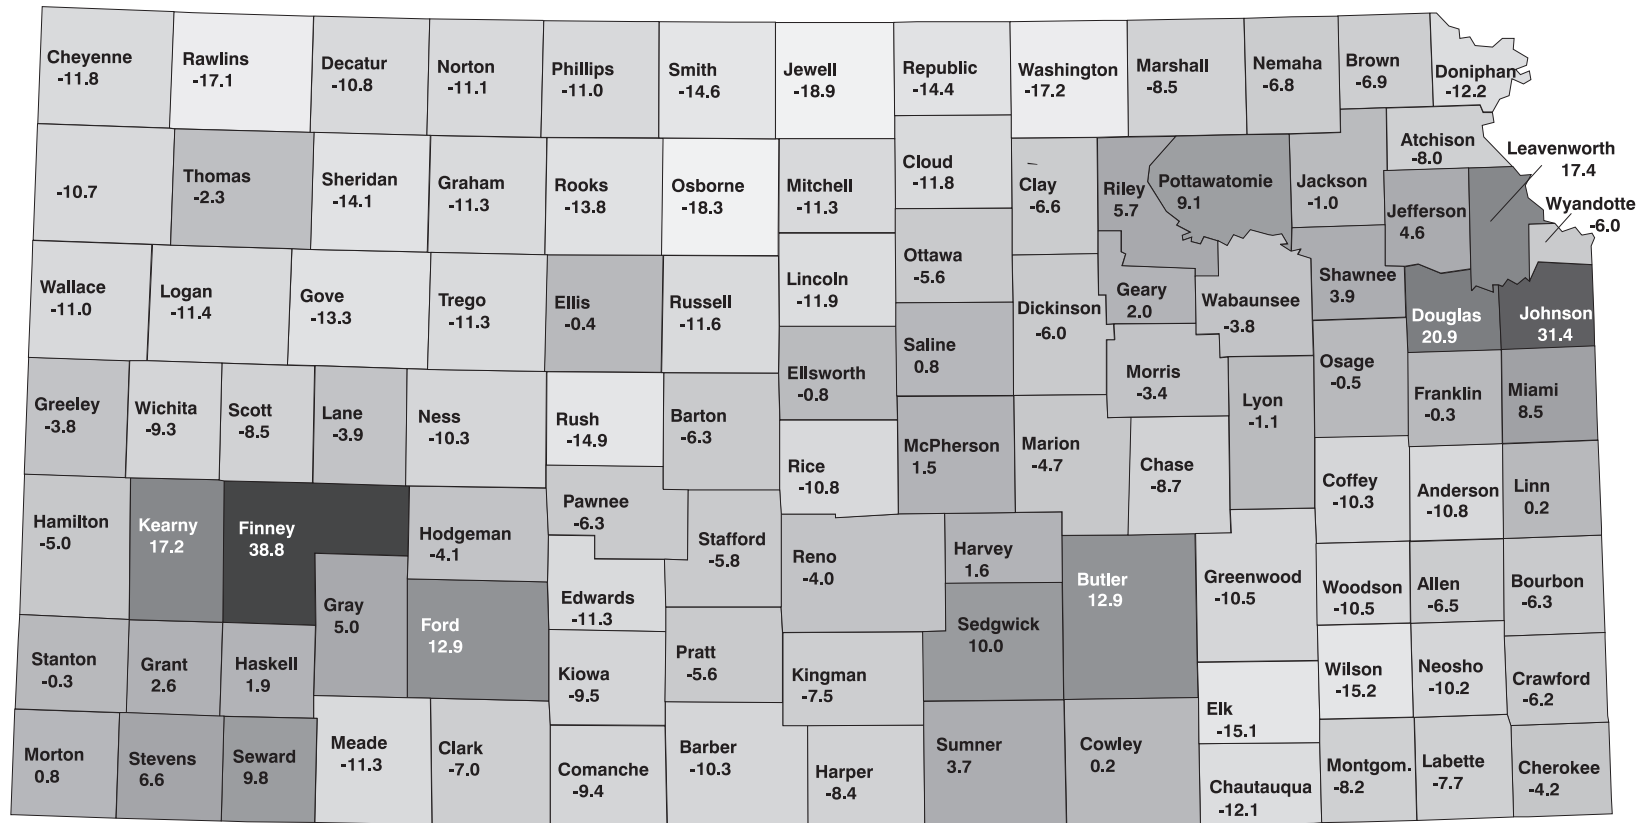 Cheyenne
-11.8
Rawlins
-17.1
Decatur
-10.8
Norton
-11.1
Phillips
-11.0
Smith
-14.6
Jewell
-18.9
Republic
-14.4
Washington
-17.2
Marshall
-8.5
Nemaha
-6.8
Brown
-6.9
Doniphan
-12.2
-10.7
Thomas
-2.3
Sheridan
-14.1
Graham
-11.3
Rooks
-13.8
Osborne
-18.3
Mitchell
-11.3
Cloud
-11.8
Clay
-6.6
Riley
5.7
Pottawatomie
9.1
Jackson
-1.0
Atchison
-8.0
Leavenworth
17.4
Jefferson
4.6
Wyandotte
-6.0
Wallace
-11.0
Logan
-11.4
Gove
-13.3
Trego
-11.3
Ellis
-0.4
Russell
-11.6
Lincoln
-11.9
Ottawa
-5.6
Dickinson
-6.0
Geary
2.0
Wabaunsee
-3.8
Shawnee
3.9
Douglas
20.9
Johnson
31.4
Saline
0.8
Ellsworth
-0.8
Morris
-3.4
Osage
-0.5
Franklin
-0.3
Miami
8.5
Greeley
-3.8
Wichita
-9.3
Scott
-8.5
Lane
-3.9
Ness
-10.3
Rush
-14.9
Barton
-6.3
Rice
-10.8
McPherson
1.5
Marion
-4.7
Chase
-8.7
Lyon
-1.1
Coffey
-10.3
Anderson
-10.8
Linn
0.2
Hamilton
-5.0
Kearny
17.2
Finney
38.8
Hodgeman
-4.1
Pawnee
-6.3
Stafford
-5.8
Reno
-4.0
Harvey
1.6
Butler
12.9
Greenwood
-10.5
Woodson
-10.5
Allen
-6.5
Bourbon
-6.3
Gray
5.0
Ford
12.9
Edwards
-11.3
Sedgwick
10.0
Stanton
-0.3
Grant
2.6
Haskell
1.9
Kiowa
-9.5
Pratt
-5.6
Kingman
-7.5
Wilson
-15.2
Neosho
-10.2
Crawford
-6.2
Elk
-15.1
Morton
0.8
Stevens
6.6
Seward
9.8
Meade
-11.3
Clark
-7.0
Comanche
-9.4
Barber
-10.3
Harper
-8.4
Sumner
3.7
Cowley
0.2
Chautauqua
-12.1
Montgom.
-8.2
Labette
-7.7
Cherokee
-4.2